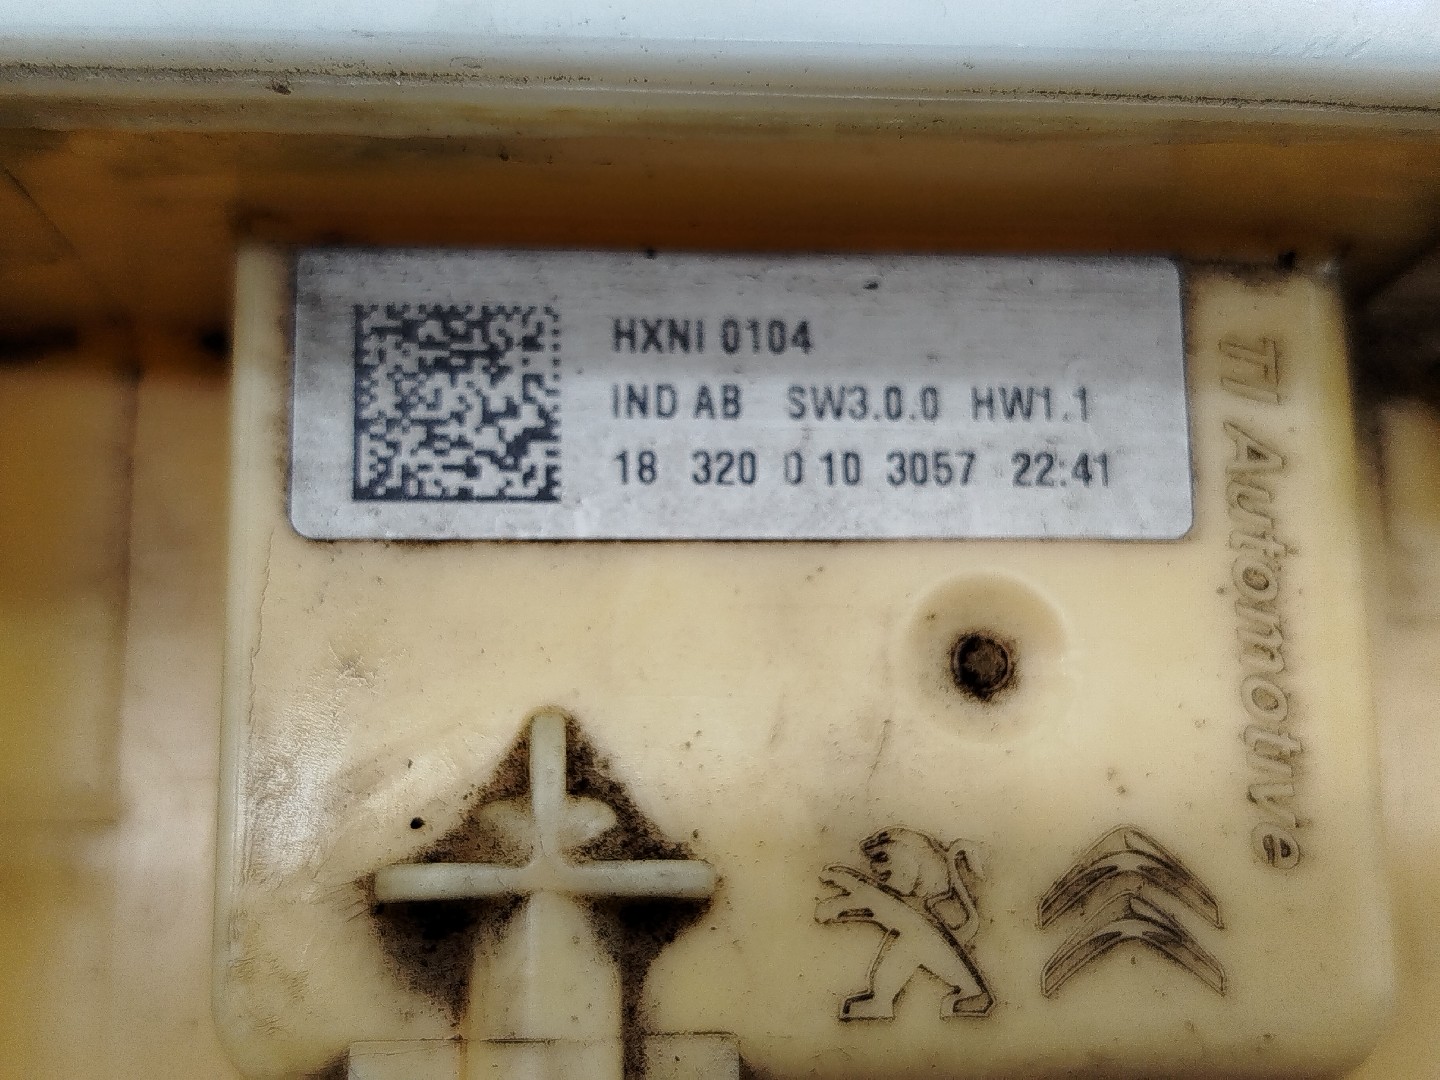 HXNI 0104
IND AB SW3.0.0 HW1.1
18 320 0 10 3057 22:41
TI Automotive